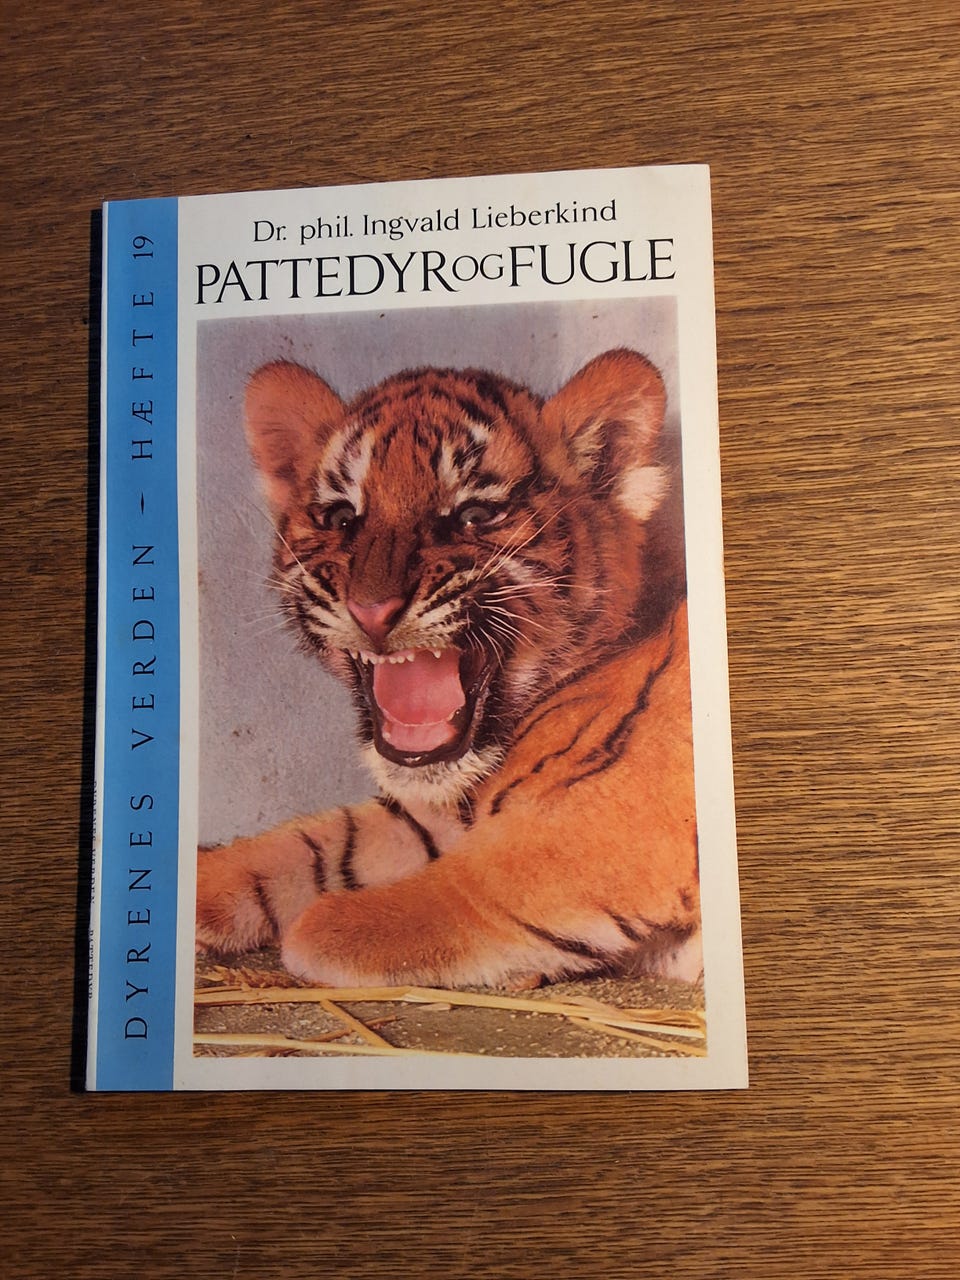 Dr. phil. Ingvald Lieberkind
PATTEDYR OG FUGLE
DYRENES VERDEN - HÆFTE 19